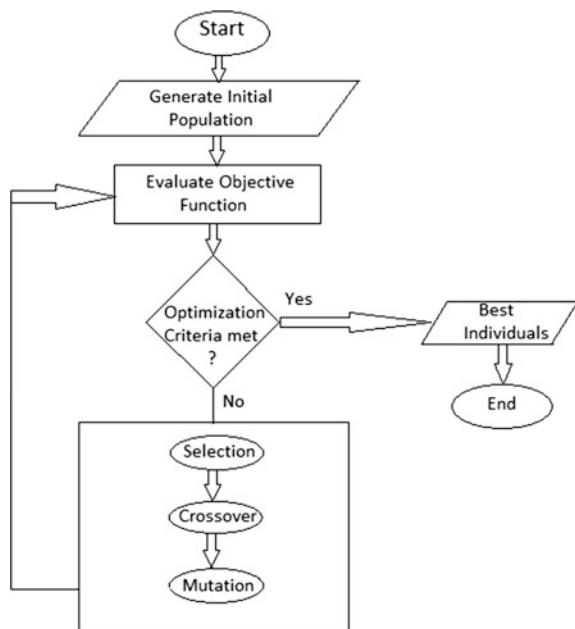 Start
Generate Initial
Population
Evaluate Objective
Function
Optimization
Criteria met
?
Yes
Best
Individuals
End
No
Selection
Crossover
Mutation